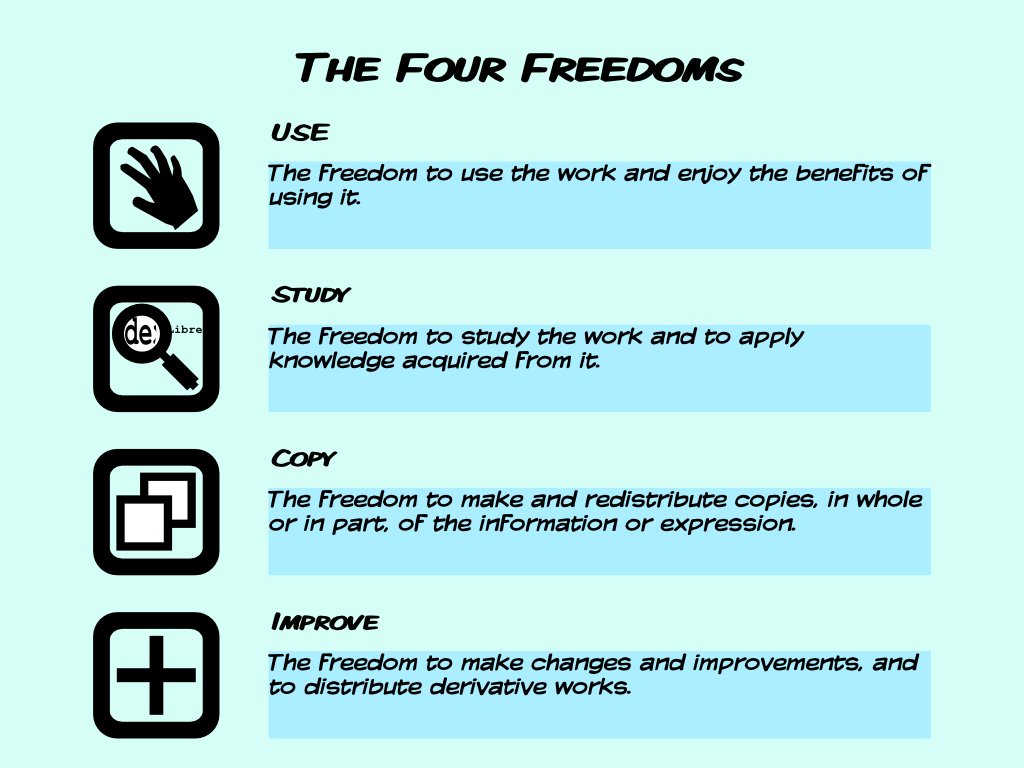 The Four Freedoms
Use
The freedom to use the work and enjoy the benefits of
using it.
de
Libre
Study
The freedom to study the work and to apply
knowledge acquired from it.
Copy
The freedom to make and redistribute copies, in whole
or in part, of the information or expression.
Improve
The freedom to make changes and improvements, and
to distribute derivative works.